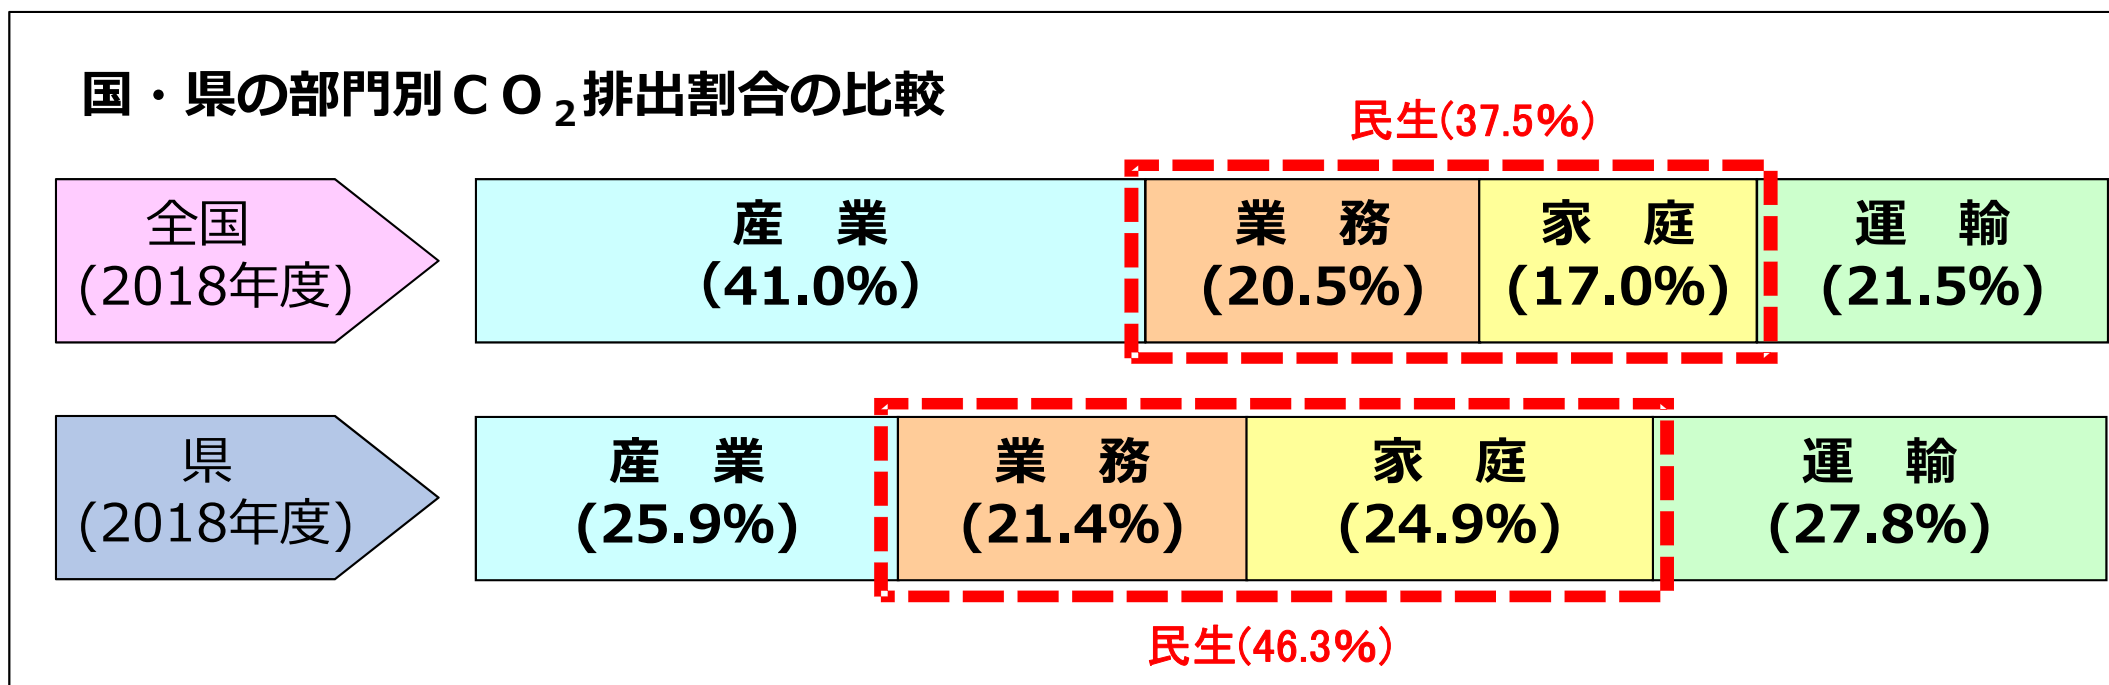 国・県の部門別ＣＯ₂排出割合の比較
民生(37.5%)
全国
(2018年度)
産　業
(41.0%)
業　務
(20.5%)
家　庭
(17.0%)
運　輸
(21.5%)
県
(2018年度)
産　業
(25.9%)
業　務
(21.4%)
家　庭
(24.9%)
運　輸
(27.8%)
民生(46.3%)